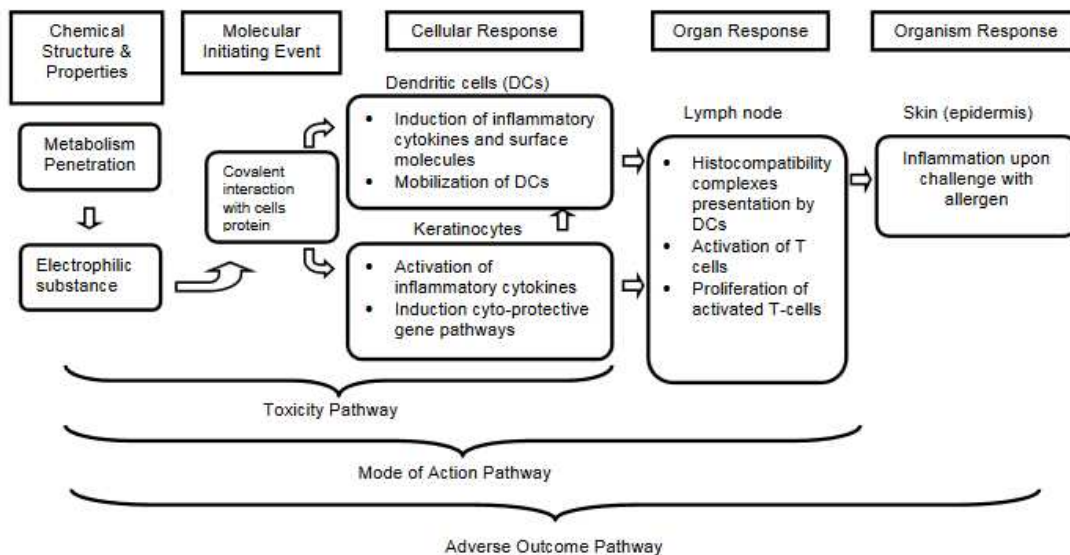 Chemical
Structure &
Properties
Molecular
Initiating Event
Cellular Response
Organ Response
Organism Response
Metabolism
Penetration
Electrophilic
substance
Covalent
interaction
with cells
protein
Dendritic cells (DCs)
• Induction of inflammatory
cytokines and surface
molecules
• Mobilization of DCs
Keratinocytes
• Activation of
inflammatory cytokines
• Induction cyto-protective
gene pathways
Lymph node
• Histocompatibility
complexes
presentation by
DCs
• Activation of T
cells
• Proliferation of
activated T-cells
Skin (epidermis)
Inflammation upon
challenge with
allergen
Toxicity Pathway
Mode of Action Pathway
Adverse Outcome Pathway